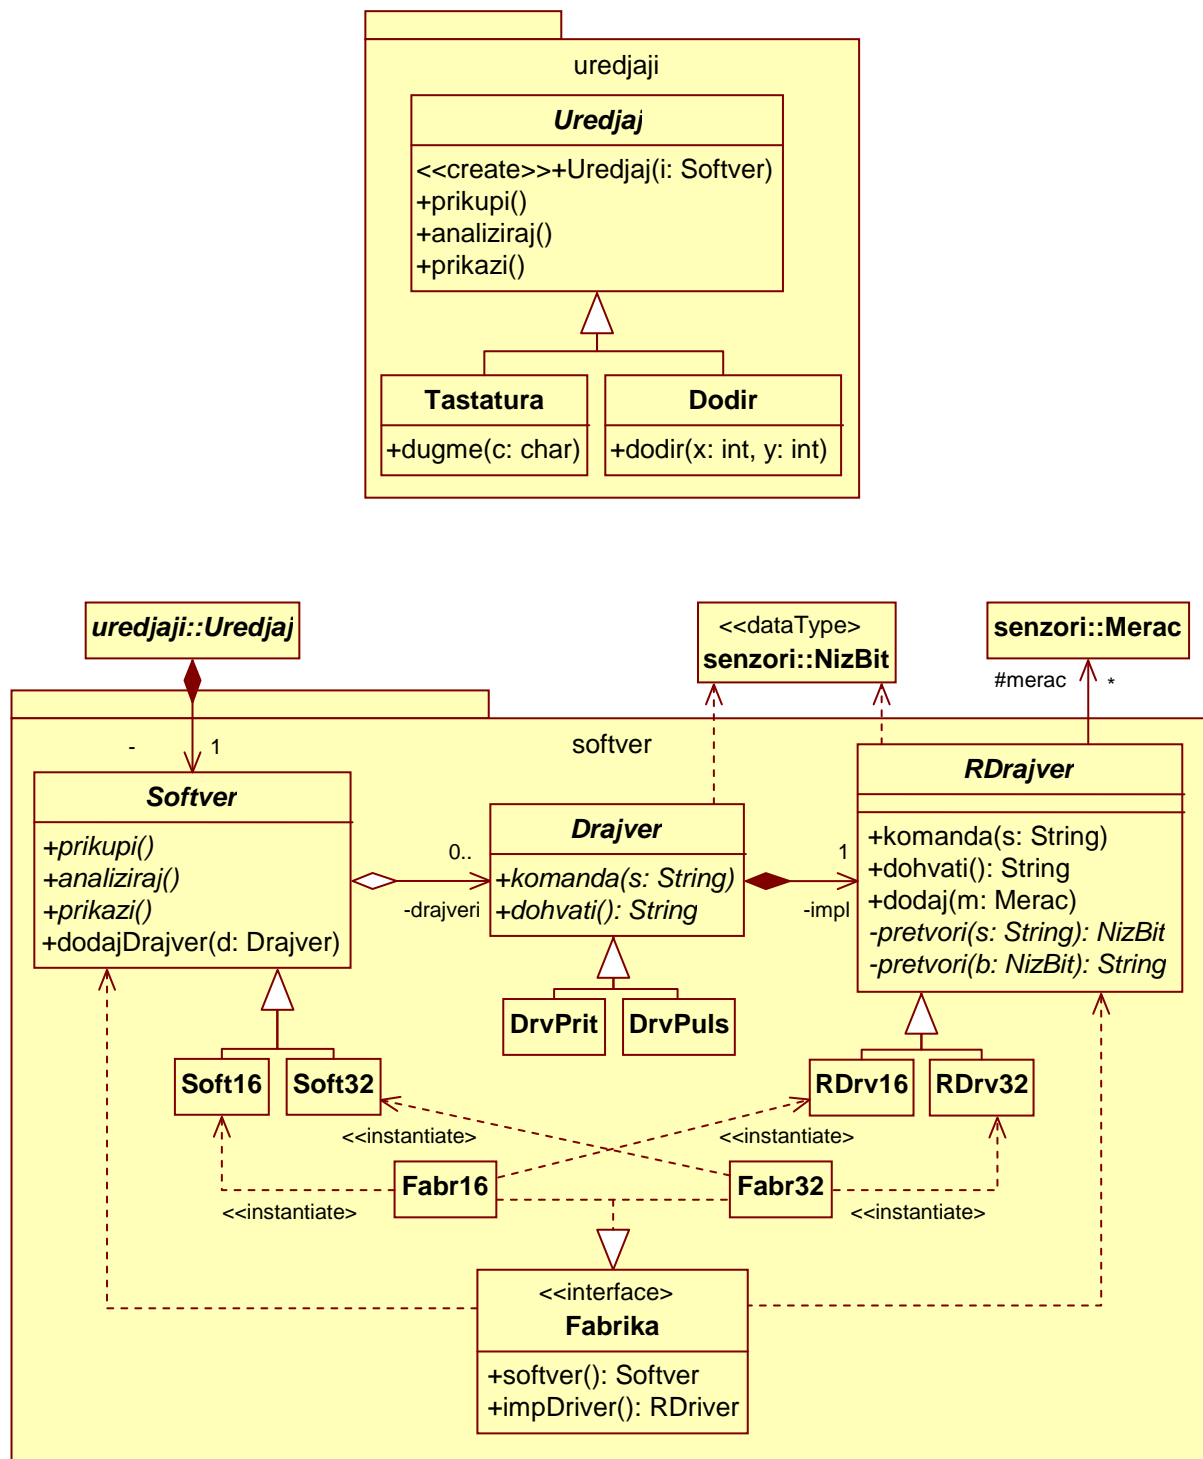 uredjaji
Uredjaj
<<create>>+Uredjaj(i: Softver)
+prikupi()
+analiziraj()
+prikazi()
Tastatura
+dugme(c: char)
Dodir
+dodir(x: int, y: int)
uredjaji::Uredjaj
<<dataType>
senzori::NizBit
senzori::Merac
#merac
*
-
1
softver
Softver
+prikupi()
+analiziraj()
+prikazi()
+dodajDrajver(d: Drajver)
0..
-drajveri
Drajver
+komanda(s: String)
+dohvati(): String
1
-impl
RDrajver
+komanda(s: String)
+dohvati(): String
+dodaj(m: Merac)
-pretvori(s: String): NizBit
-pretvori(b: NizBit): String
DrvPrit
DrvPuls
Soft16
Soft32
RDrv16
RDrv32
<<instantiate>
<<instantiate>
Fabr16
Fabr32
<<instantiate>
<<instantiate>
<<interface>
Fabrika
+softver(): Softver
+impDriver(): RDriver